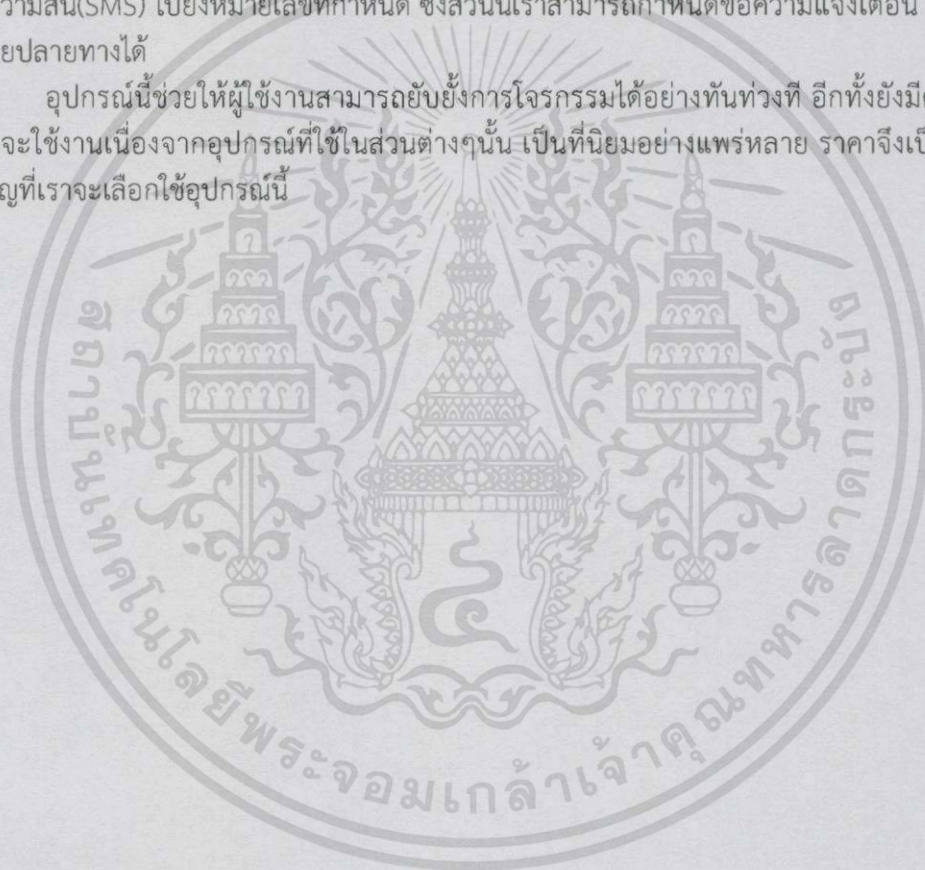 วามสั้น(SMS) ไปยังหมายเลขที่กำหนด ซึ่งส่วนนี้เราสามารถกำหนดข้อความแจ้งเตือน
ยปลายทางได้
อุปกรณ์นี้ช่วยให้ผู้ใช้งานสามารถยับยั้งการโจรกรรมได้อย่างทันท่วงที อีกทั้งยังมี
จะใช้งานเนื่องจากอุปกรณ์ที่ใช้ในส่วนต่างๆนั้น เป็นที่นิยมอย่างแพร่หลาย ราคาจึง
ที่เราจะเลือกใช้อุปกรณ์นี้
สถาบันเทคโนโลยีพระจอมเกล้าเจ้าคุณทหารลาดกระบัง
๔